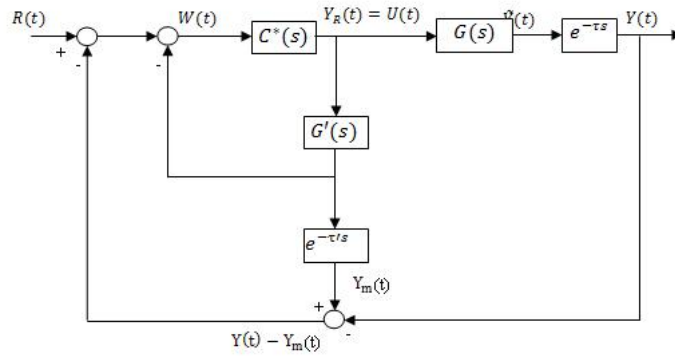 R(t)
W(t)
Y_R(t) = U(t)
(t)
Y(t)
+
-
-
C*(s)
G(s)
e^{-τs}
G'(s)
e^{-τ's}
Y_m(t)
+
-
Y(t) − Y_m(t)